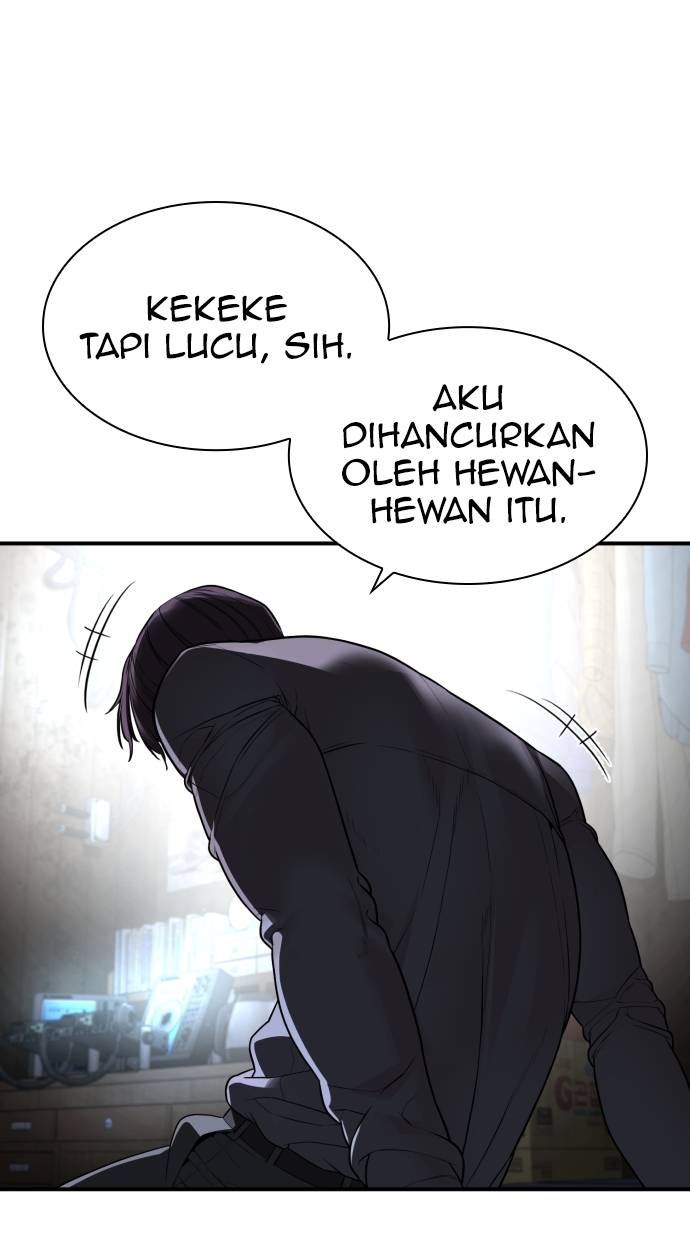 KEKEKE
TAPI LUCU, SIH.
AKU
DIHANCURKAN
OLEH HEWAN-
HEWAN ITU.